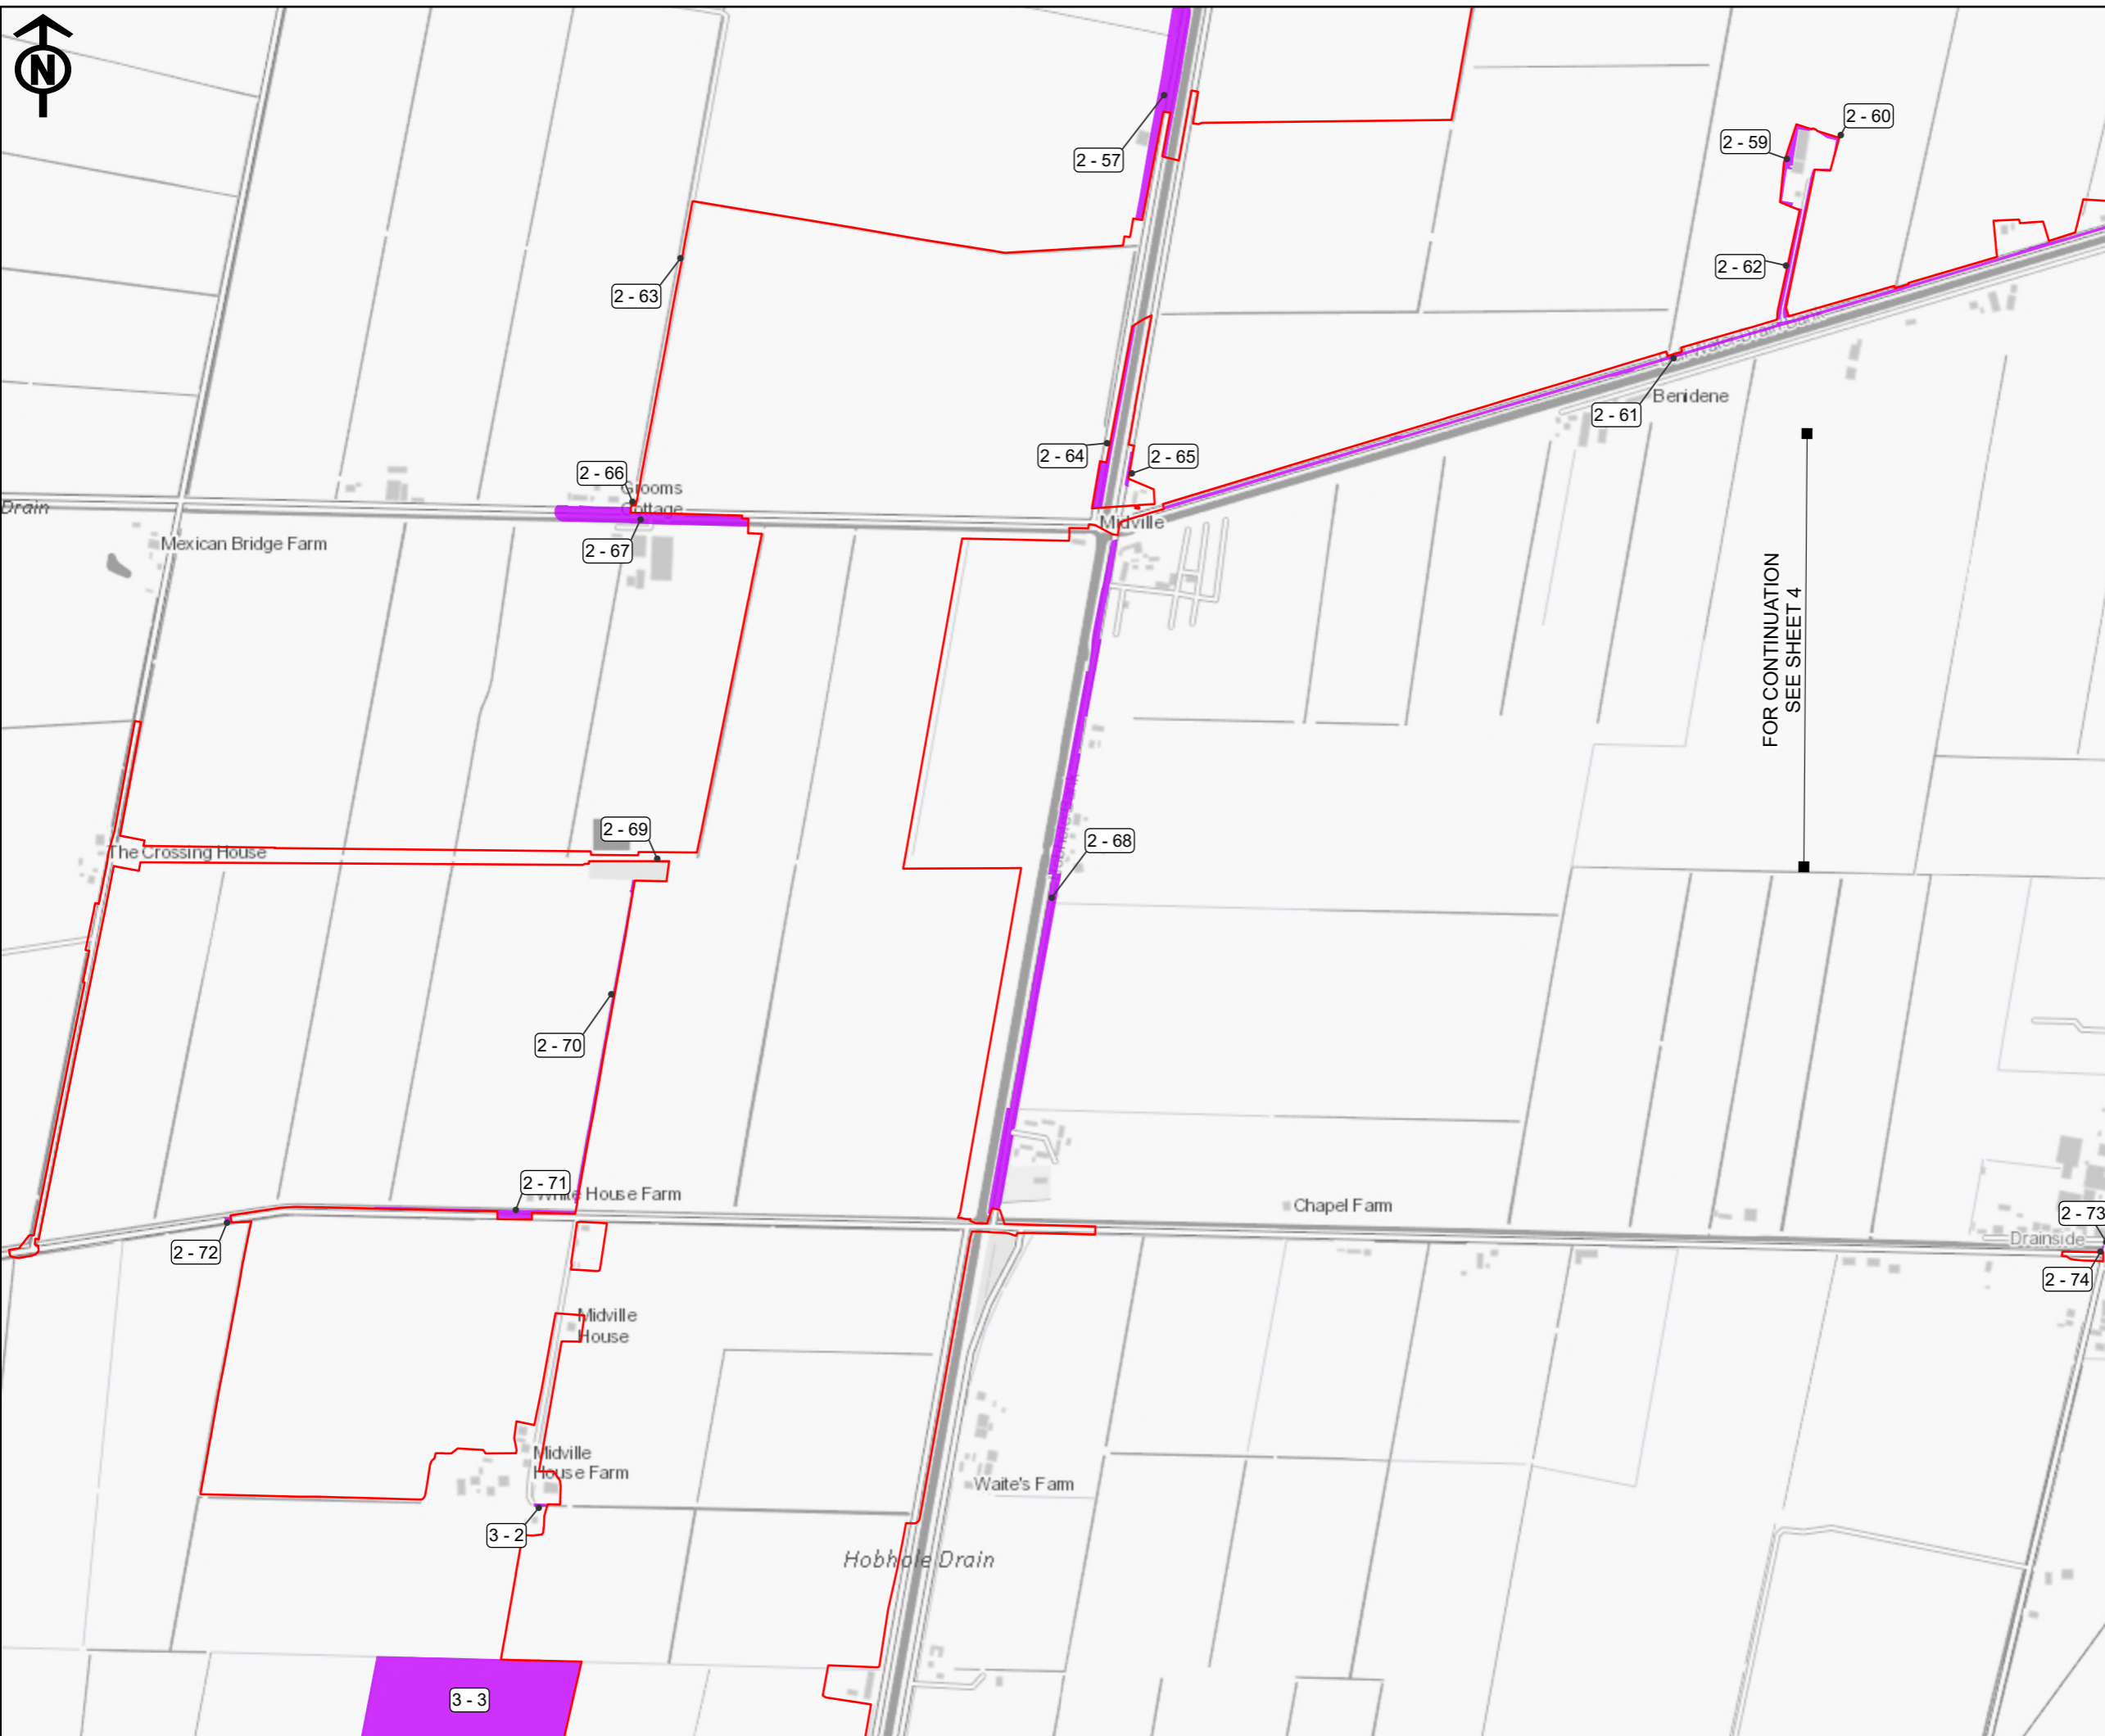 N
2 - 60
2 - 59
2 - 57
2 - 62
2 - 63
Benidene
2 - 61
2 - 64
2 - 65
2 - 66
Grooms
Cottage
Drain
Midville
Mexican Bridge Farm
2 - 67
FOR CONTINUATION
SEE SHEET 4
2 - 69
2 - 68
The Crossing House
2 - 70
2 - 71
White House Farm
Chapel Farm
2 - 73
2 - 72
Drainside
2 - 74
Midville
House
Midville
House Farm
Waite's Farm
3 - 2
Hobhole Drain
3 - 3